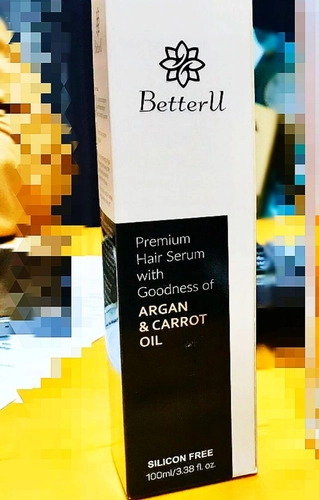 BetterU
Premium
Hair Serum
with
Goodness of
ARGAN
& CARROT
OIL
SILICON FREE
100ml/3.38 fl. oz.